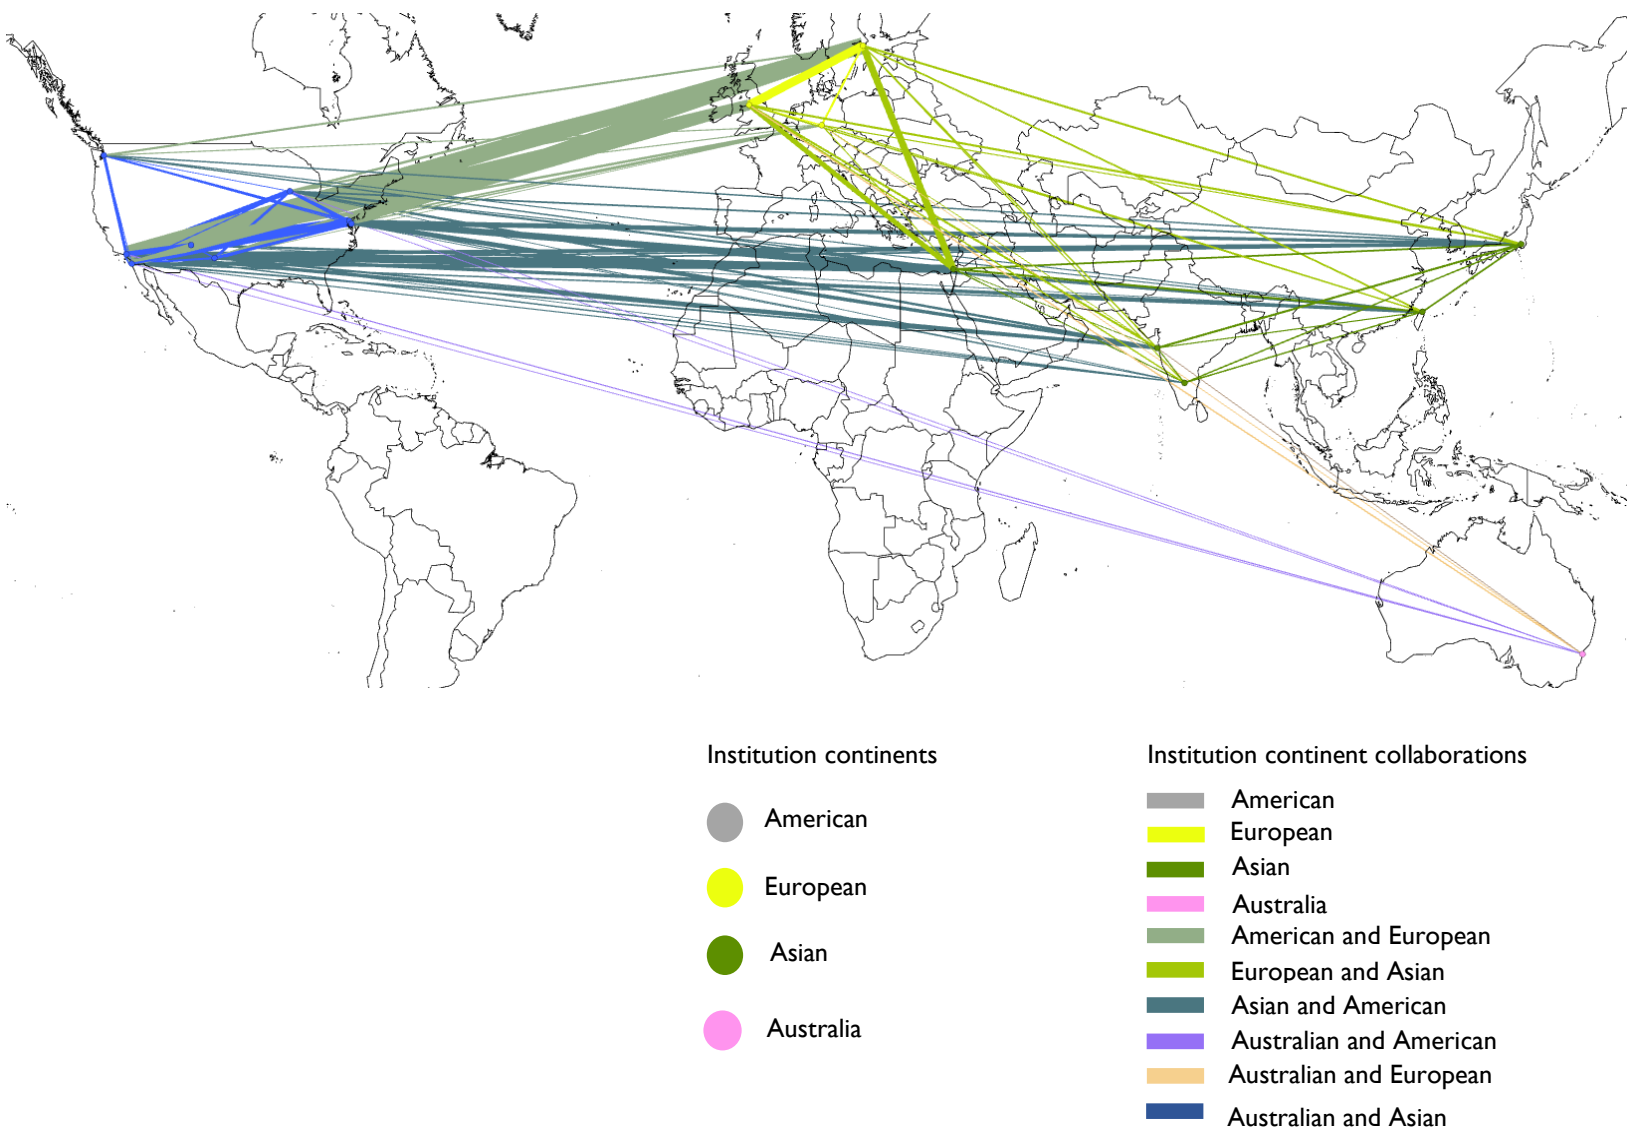 Institution continents
American
European
Asian
Australia
Institution continent collaborations
American
European
Asian
Australia
American and European
European and Asian
Asian and American
Australian and American
Australian and European
Australian and Asian